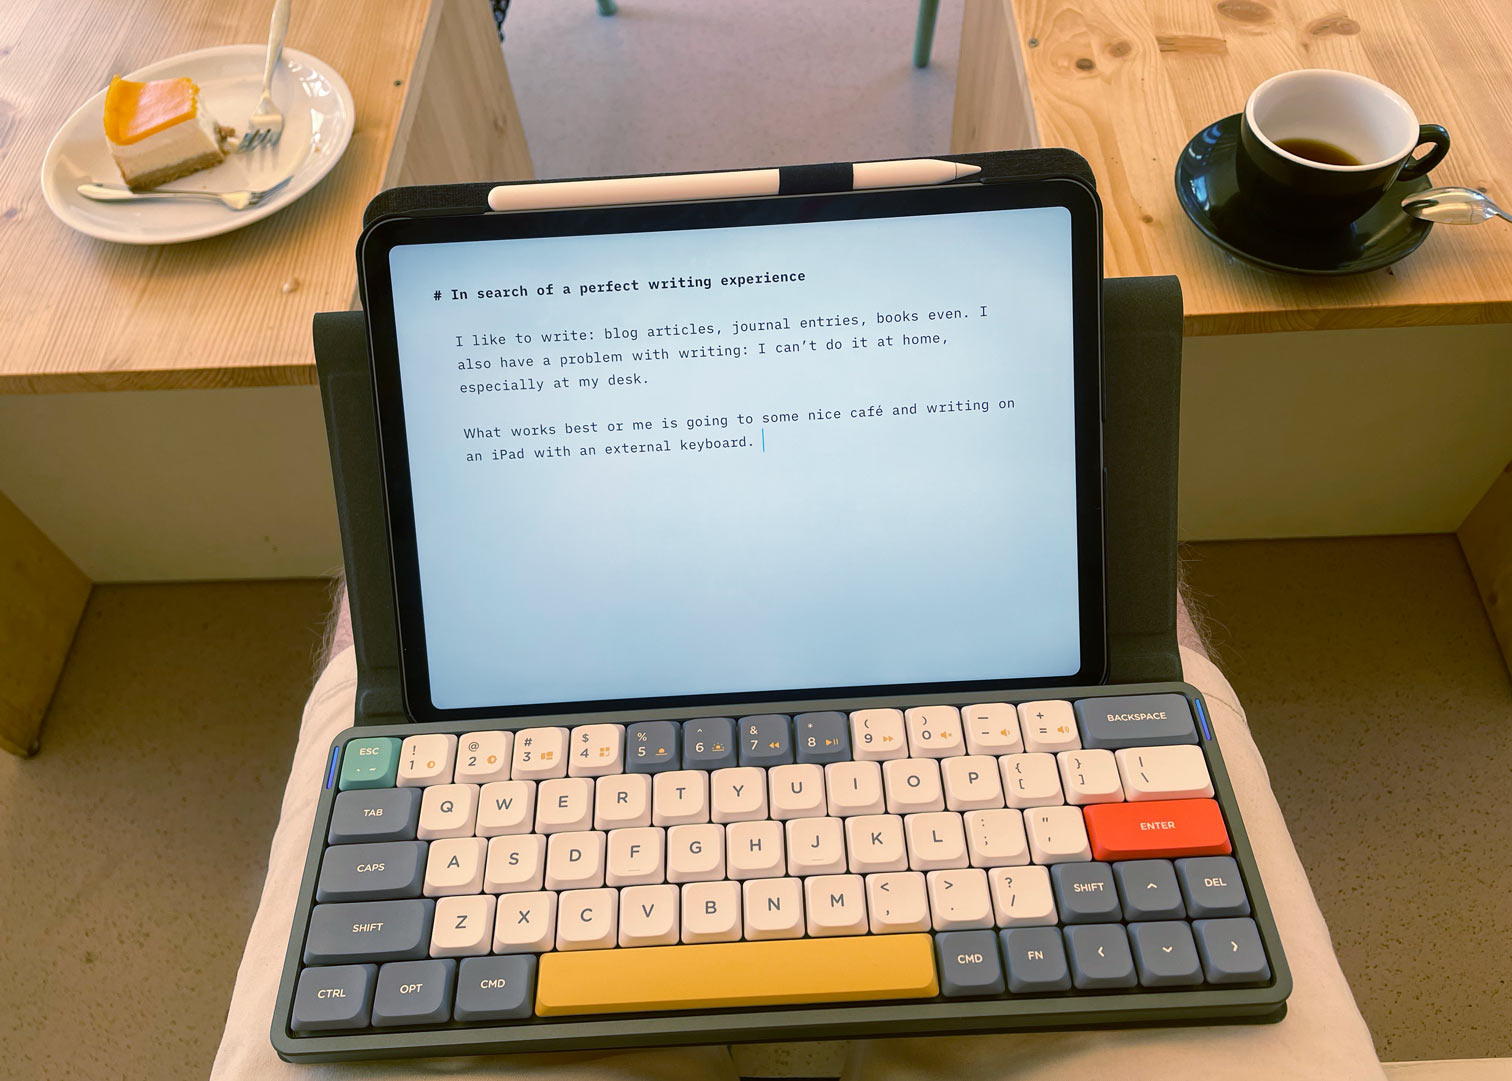 # In search of a perfect writing experience
I like to write: blog articles, journal entries, books even. I
also have a problem with writing: I can’t do it at home,
especially at my desk.
What works best or me is going to some nice café and writing on
an iPad with an external keyboard.
ESC ! 1 @ 2 # 3 $ 4 % 5 ^ 6 & 7 * 8 ( 9 ) 0 — - + = BACKSPACE
TAB Q W E R T Y U I O P { [ } ] | \
CAPS A S D F G H J K L : ; " ' ENTER
SHIFT Z X C V B N M < , > . ? / SHIFT ^ DEL
CTRL OPT CMD CMD FN